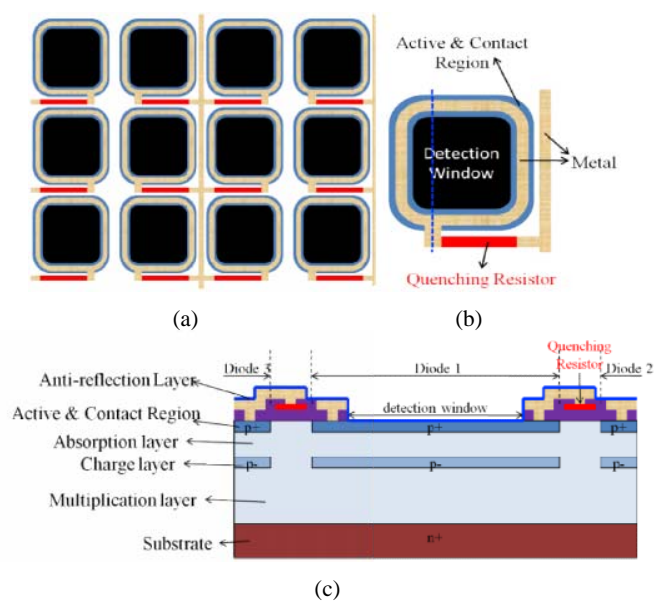 Active & Contact
Region
Detection
Window
Metal
Quenching Resistor
(a)
(b)
Quenching
Resistor
Diode 3
Diode 1
Diode 2
Anti-reflection Layer
detection window
Active & Contact Region
p+
p+
p+
Absorption layer
Charge layer
p-
p-
p-
Multiplication layer
Substrate
n+
(c)